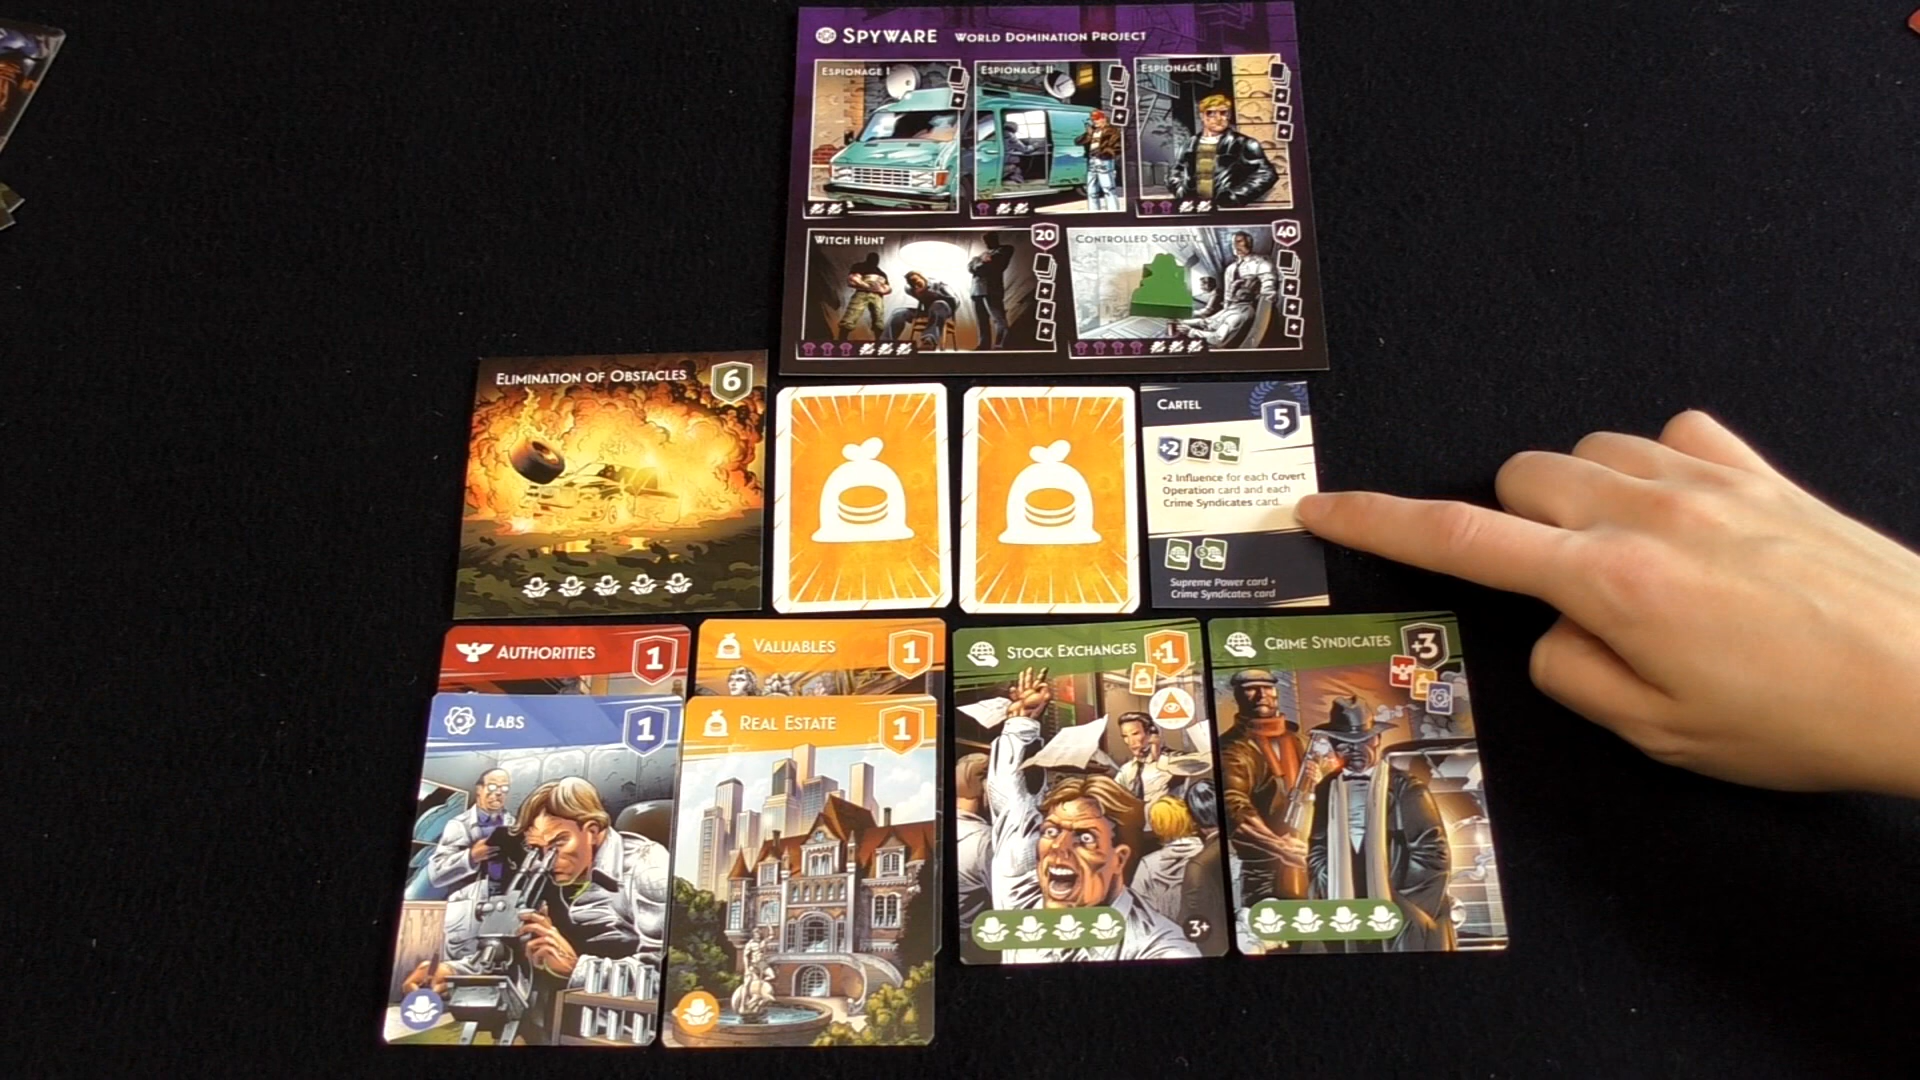 SPYWARE WORLD DOMINATION PROJECT
ESPIONAGE I
ESPIONAGE II
ESPIONAGE III
WITCH HUNT
20
CONTROLLED SOCIETY
40
ELIMINATION OF OBSTACLES
6
CARTEL
5
+2
5
+2 Influence for each Covert
Operation card and each
Crime Syndicates card.
5
Supreme Power card +
Crime Syndicates card
AUTHORITIES
1
VALUABLES
1
STOCK EXCHANGES
+1
3+
CRIME SYNDICATES
+3
LABS
1
REAL ESTATE
1